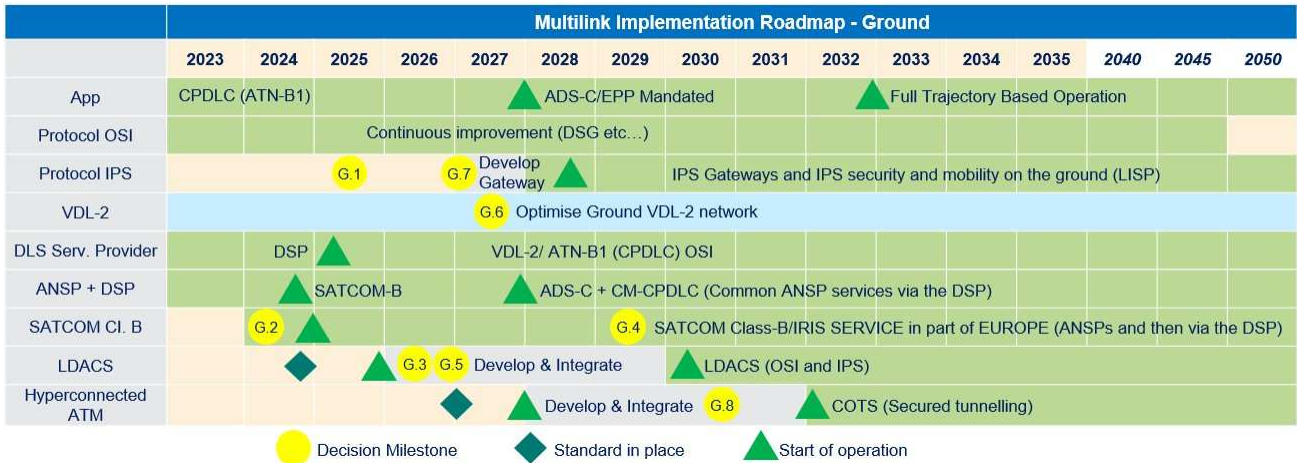 Multilink Implementation Roadmap - Ground
2023 2024 2025 2026 2027 2028 2029 2030 2031 2032 2033 2034 2035 2040 2045 2050
App CPDLC (ATN-B1) ADS-C/EPP Mandated Full Trajectory Based Operation
Protocol OSI Continuous improvement (DSG etc…)
Protocol IPS G.1 G.7 Develop Gateway IPS Gateways and IPS security and mobility on the ground (LISP)
VDL-2 G.6 Optimise Ground VDL-2 network
DLS Serv. Provider DSP VDL-2/ ATN-B1 (CPDLC) OSI
ANSP + DSP SATCOM-B ADS-C + CM-CPDLC (Common ANSP services via the DSP)
SATCOM Cl. B G.2 G.4 SATCOM Class-B/IRIS SERVICE in part of EUROPE (ANSPs and then via the DSP)
LDACS G.3 G.5 Develop & Integrate LDACS (OSI and IPS)
Hyperconnected ATM Develop & Integrate G.8 COTS (Secured tunnelling)
Decision Milestone Standard in place Start of operation